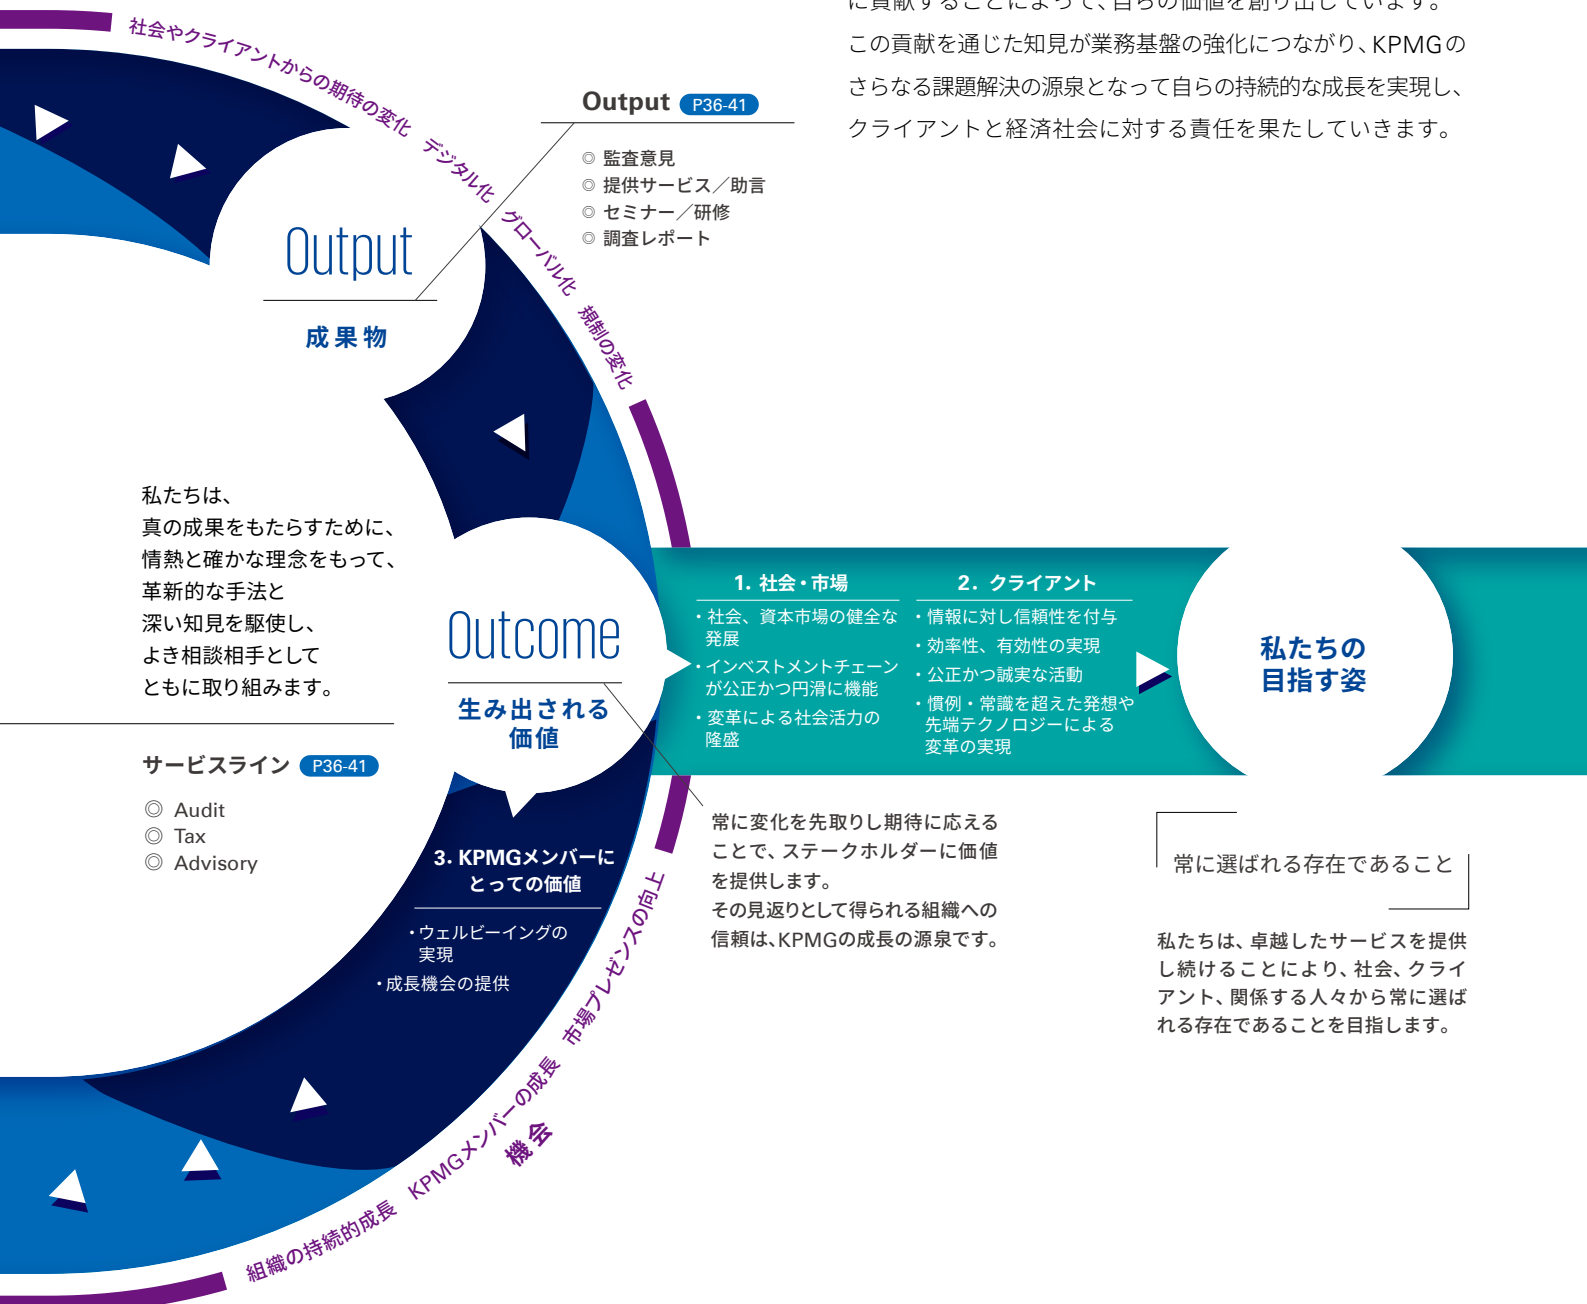 に貢献することによって、自らの価値を創り出しています。
この貢献を通じた知見が業務基盤の強化につながり、KPMGの
さらなる課題解決の源泉となって自らの持続的な成長を実現し、
クライアントと経済社会に対する責任を果たしていきます。
社会やクライアントからの期待の変化　デジタル化　グローバル化　規制の変化
Output P36-41
◎ 監査意見
◎ 提供サービス／助言
◎ セミナー／研修
◎ 調査レポート
Output
成果物
私たちは、
真の成果をもたらすために、
情熱と確かな理念をもって、
革新的な手法と
深い知見を駆使し、
よき相談相手として
ともに取り組みます。
サービスライン P36-41
◎ Audit
◎ Tax
◎ Advisory
Outcome
生み出される
価値
1. 社会・市場
・社会、資本市場の健全な
発展
・インベストメントチェーン
が公正かつ円滑に機能
・変革による社会活力の
隆盛
2. クライアント
・情報に対し信頼性を付与
・効率性、有効性の実現
・公正かつ誠実な活動
・慣例・常識を超えた発想や
先端テクノロジーによる
変革の実現
私たちの
目指す姿
3. KPMGメンバーに
とっての価値
・ウェルビーイングの
実現
・成長機会の提供
常に変化を先取りし期待に応える
ことで、ステークホルダーに価値
を提供します。
その見返りとして得られる組織への
信頼は、KPMGの成長の源泉です。
常に選ばれる存在であること
私たちは、卓越したサービスを提供
し続けることにより、社会、クライ
アント、関係する人々から常に選ば
れる存在であることを目指します。
組織の持続的成長　KPMGメンバーの成長　市場プレゼンスの向上
機会